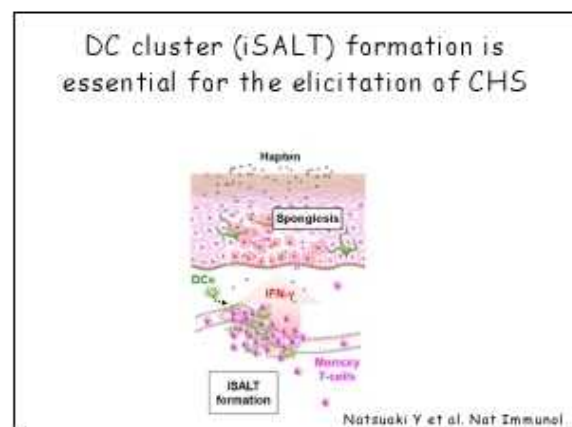 DC cluster (iSALT) formation is
essential for the elicitation of CHS
Hapten
Spongiosis
DCs
IFN-γ
Memory
T-cells
iSALT
formation
Natsuaki Y et al. Nat Immunol